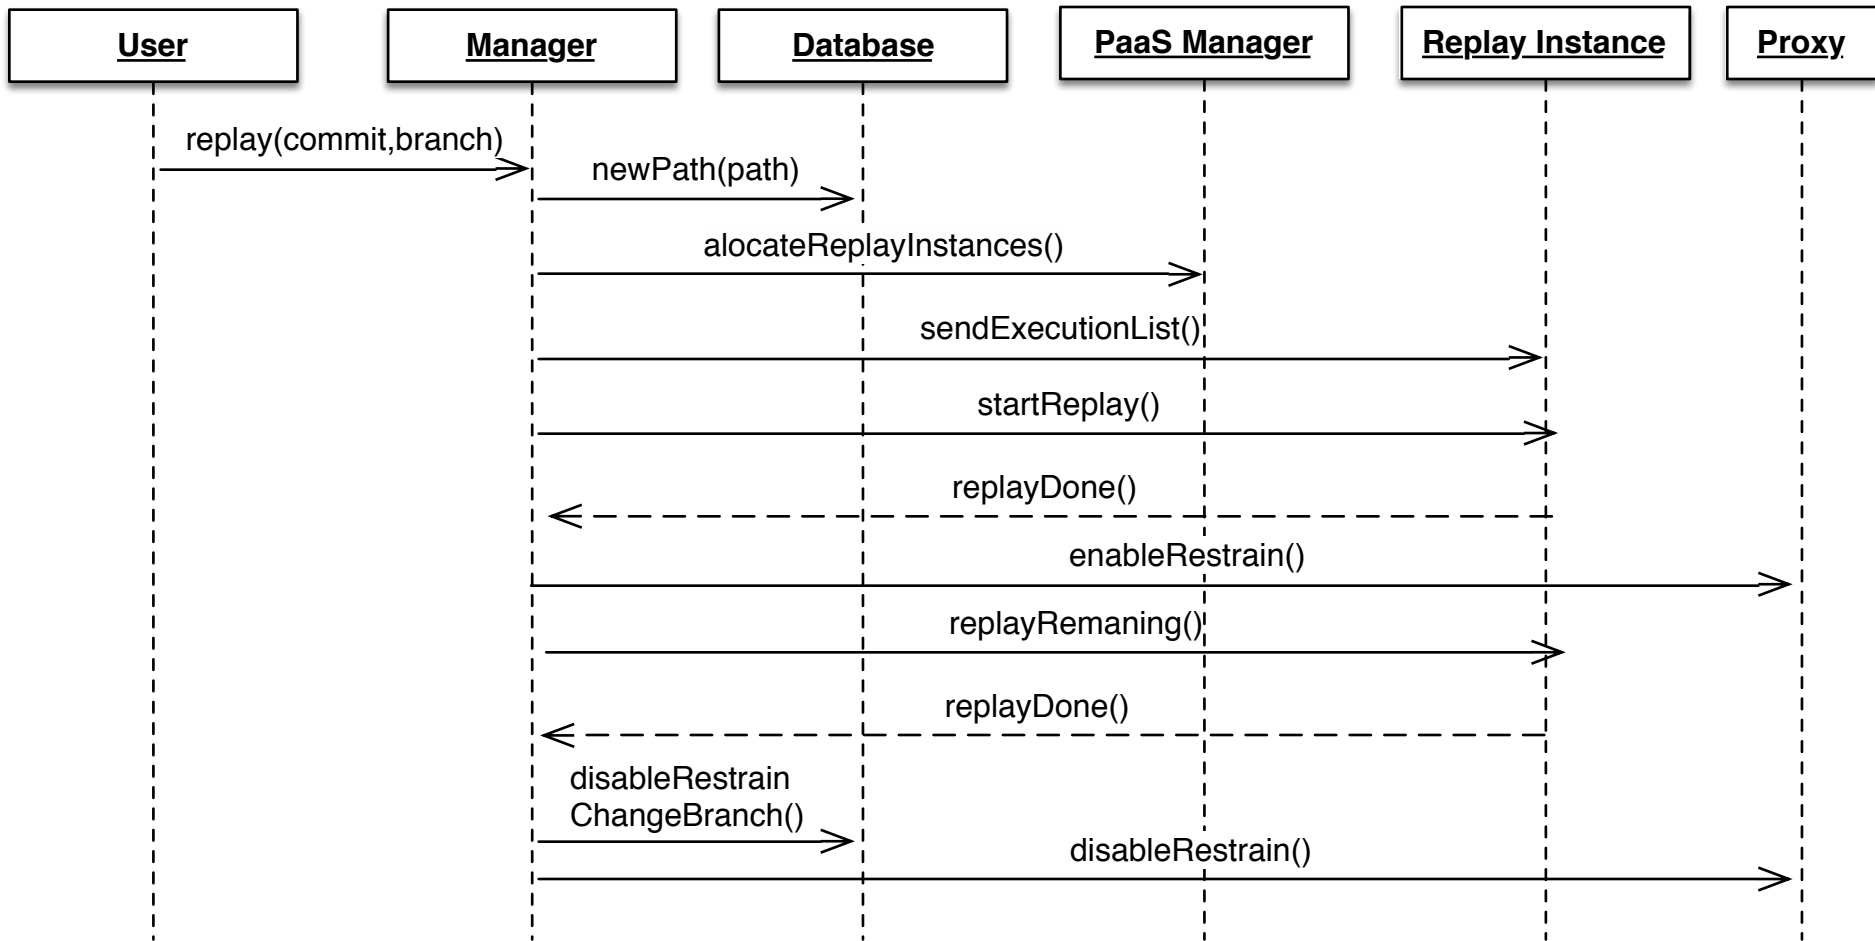 User
Manager
Database
PaaS Manager
Replay Instance
Proxy
replay(commit,branch)
newPath(path)
alocateReplayInstances()
sendExecutionList()
startReplay()
replayDone()
enableRestrain()
replayRemaning()
replayDone()
disableRestrain
ChangeBranch()
disableRestrain()